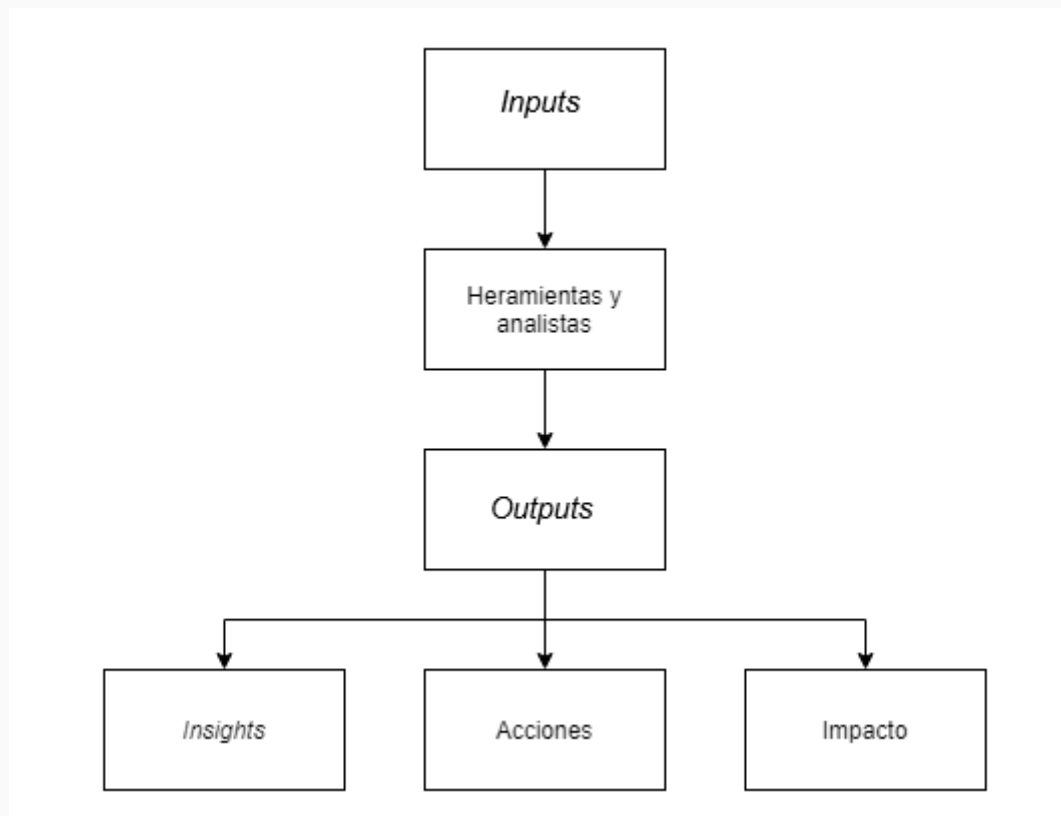 Inputs
Heramientas y
analistas
Outputs
Insights
Acciones
Impacto